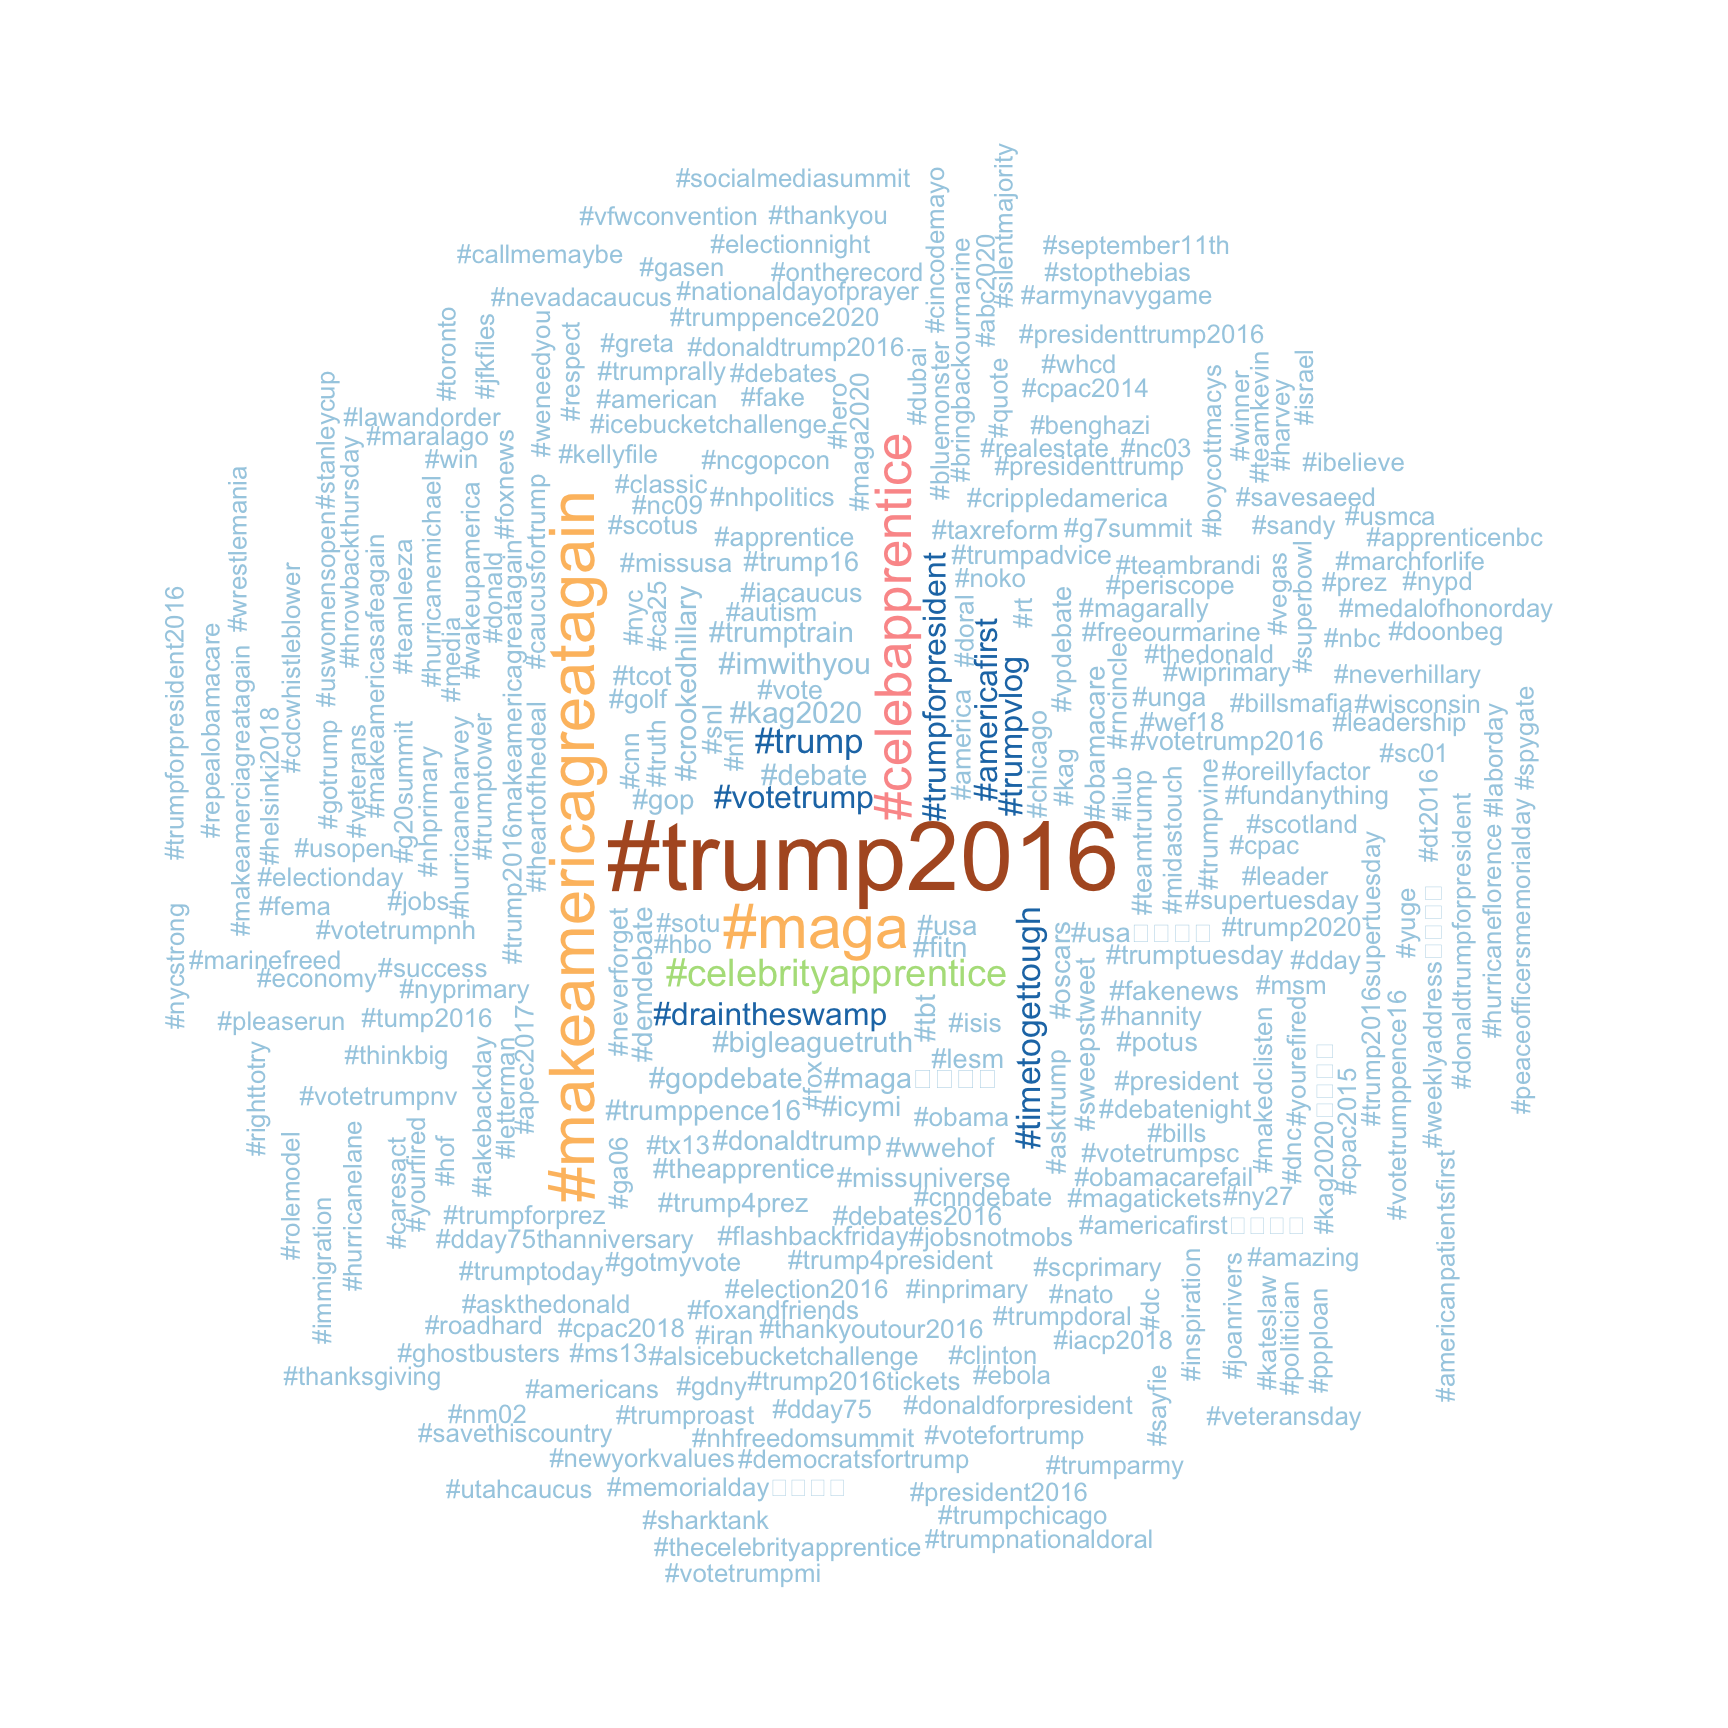 #socialmediasummit
#vfwconvention
#thankyou
#electionnight
#callmemaybe
#gasen
#ontherecord
#cincodemayo
#abc2020
#silentmajority
#september11th
#stopthebias
#armynavygame
#nevadacaucus
#nationaldayofprayer
#trumppence2020
#bringbackourmarine
#presidenttrump2016
#toronto
#jfkfiles
#weneedyou
#respect
#greta
#donaldtrump2016
#dubai
#bluemonster
#quote
#whcd
#cpac2014
#trumprally
#debates
#american
#fake
#hero
#icebucketchallenge
#maga2020
#benghazi
#boycottmacys
#winner
#teamkevin
#harvey
#israel
#stanleycup
#lawandorder
#maralago
#win
#throwbackthursday
#foxnews
#kellyfile
#ncgopcon
#realestate
#nc03
#presidenttrump
#ibelieve
#classic
#nc09
#nhpolitics
#celebapprentice
#crippledamerica
#savesaeed
#wrestlemania
#uswomensopen
#hurricanemichael
#wakeupamerica
#caucusfortrump
#makeamericagreatagain
#scotus
#apprentice
#taxreform
#g7summit
#sandy
#usmca
#apprenticenbc
#missusa
#trump16
#trumpforpresident
#trumpadvice
#teambrandi
#superbowl
#marchforlife
#vegas
#noko
#periscope
#prez
#nypd
#cdcwhistleblower
#makeamericasafeagain
#teamleeza
#donald
#media
#trump2016makeamericagreatagain
#nyc
#ca25
#crookedhillary
#iacaucus
#autism
#doral
#rt
#vpdebate
#magarally
#medalofhonorday
#trumpforpresident2016
#repealobamacare
#makeamerciagreatagain
#trumptrain
#americafirst
#freeourmarine
#nbc
#doonbeg
#thedonald
#imwithyou
#trumpvlog
#wiprimary
#neverhillary
#tcot
#golf
#vote
#snl
#kag2020
#america
#chicago
#obamacare
#rncincle
#unga
#billsmafia
#wisconsin
#wef18
#leadership
#helsinki2018
#gotrump
#veterans
#g20summit
#nhprimary
#hurricaneharvey
#trumptower
#theartofthedeal
#cnn
#truth
#nfl
#trump
#kag
#votetrump2016
#sc01
#debate
#oreillyfactor
#gop
#votetrump
#liub
#teamtrump
#midastouch
#trumpvine
#fundanything
#laborday
#spygate
#dt2016
#scotland
#usopen
#trump2016
#cpac
#electionday
#leader
#fema
#jobs
#supertuesday
#yuge
#votetrumpnh
#neverforget
#demdebate
#sotu
#hbo
#maga
#usa
#fitn
#timetogettough
#oscars
#usa
#trump2020
#nycstrong
#marinefreed
#economy
#success
#celebrityapprentice
#trumptuesday
#dday
#trump2016supertuesday
#weeklyaddress
#donaldtrumpforpresident
#hurricaneflorence
#peaceofficersmemorialday
#nyprimary
#fakenews
#msm
#pleaserun
#tump2016
#draintheswamp
#tbt
#isis
#sweepstweet
#hannity
#votetrumppence16
#thinkbig
#takebackday
#letterman
#apec2017
#bigleaguetruth
#lesm
#potus
#makedclisten
#youarefired
#dnc
#kag2020
#cpac2015
#righttotry
#gopdebate
#fox
#maga
#asktrump
#president
#votetrumpnv
#trumppence16
#icymi
#obama
#debatenight
#bills
#rolemodel
#hurricanelane
#caresact
#yourfired
#hof
#ga06
#tx13
#donaldtrump
#wwehof
#votetrumpsc
#americanpatientsfirst
#theapprentice
#missuniverse
#obamacarefail
#trump4prez
#cnndebate
#magatickets
#ny27
#immigration
#trumpforprez
#debates2016
#americafirst
#dday75thanniversary
#flashbackfriday
#jobsnotmobs
#trumptoday
#gotmyvote
#trump4president
#scprimary
#inspiration
#joanrivers
#amazing
#election2016
#inprimary
#nato
#dc
#kateslaw
#politician
#ppploan
#askthedonald
#foxandfriends
#trumpdoral
#roadhard
#cpac2018
#iran
#thankyoutour2016
#iacp2018
#ghostbusters
#ms13
#alsicebucketchallenge
#clinton
#thanksgiving
#americans
#gdny
#trump2016tickets
#ebola
#sayfie
#nm02
#trumproast
#dday75
#donaldforpresident
#veteransday
#savethiscountry
#nhfreedomsummit
#votefortrump
#newyorkvalues
#democratsfortrump
#trumparmy
#utahcaucus
#memorialday
#president2016
#sharktank
#trumpchicago
#thecelebrityapprentice
#trumpnationaldoral
#votetrumpmi